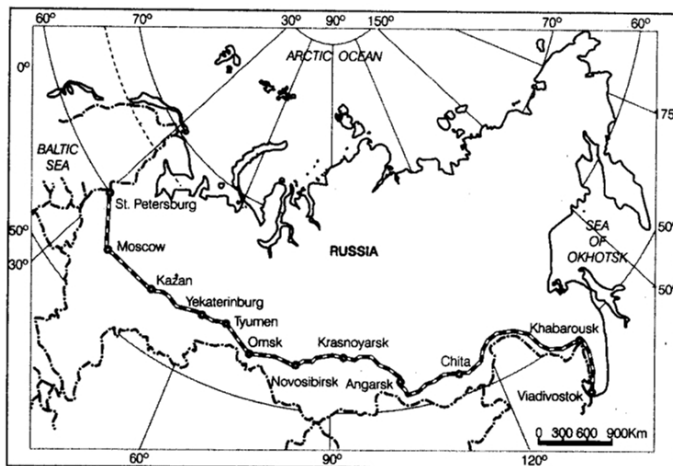 60° 70° 30° 90° 150° 70° 60°
ARCTIC OCEAN
0°
75°
BALTIC
SEA
St. Petersburg
SEA
OF
OKHOTSK
50°
50°
Moscow
RUSSIA
30°
Kazan
50°
Yekaterinburg
Tyumen
Khabarousk
Omsk
Krasnoyarsk
Chita
Novosibirsk
Angarsk
Viadivostok
0 300 600 900Km
60° 90° 120°